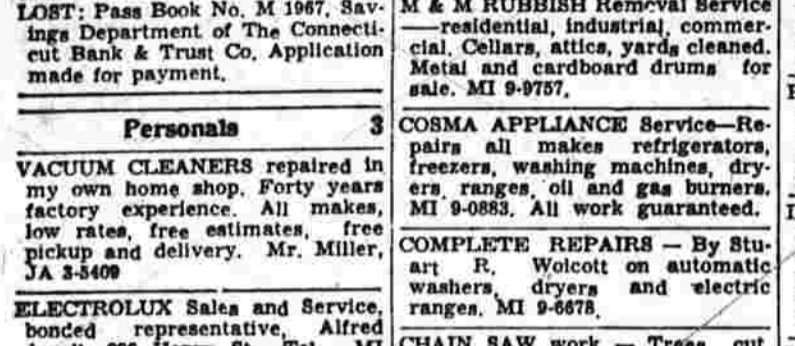 LOST: Pass Book No. M 1967, Sav-
ings Department of The Connecti-
cut Bank & Trust Co. Application
made for payment.
Personals 3
VACUUM CLEANERS repaired in
my own home shop. Forty years
factory experience. All makes,
low rates, free estimates, free
pickup and delivery. Mr. Miller,
JA 3-5409
ELECTROLUX Sales and Service,
bonded representative, Alfred
M & M RUBBISH Removal Service
—residential, industrial, commer-
cial. Cellars, attics, yards cleaned.
Metal and cardboard drums for
sale. MI 9-9757.
COSMA APPLIANCE Service—Re-
pairs all makes refrigerators,
freezers, washing machines, dry-
ers, ranges, oil and gas burners.
MI 9-0883. All work guaranteed.
COMPLETE REPAIRS — By Stu-
art R. Wolcott on automatic
washers, dryers and electric
ranges. MI 9-6678.
CHAIN SAW work — Trees cut